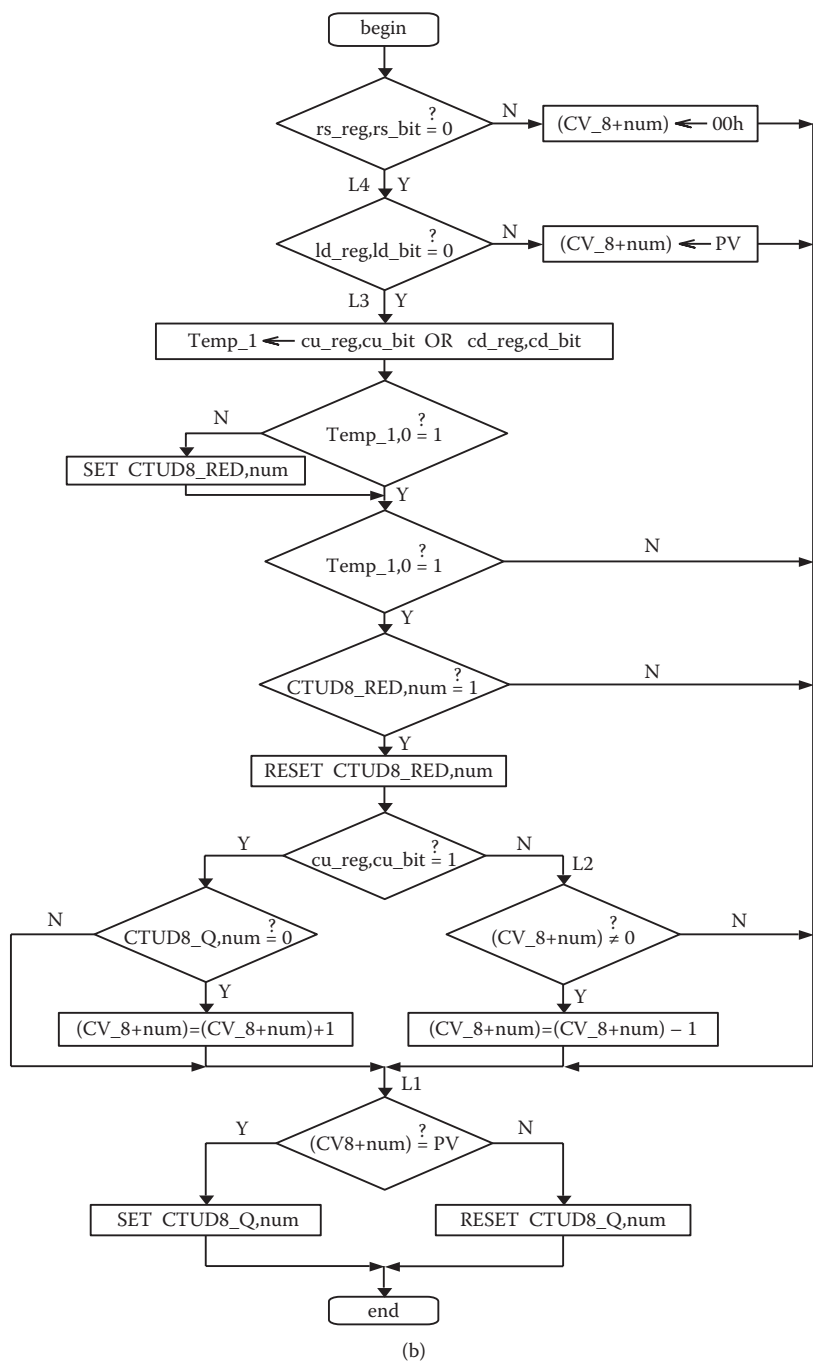 begin
?
rs_reg,rs_bit = 0
N
(CV_8+num) ← 00h
L4 Y
?
ld_reg,ld_bit = 0
N
(CV_8+num) ← PV
L3 Y
Temp_1 ← cu_reg,cu_bit OR cd_reg,cd_bit
N
?
Temp_1,0 = 1
SET CTUD8_RED,num
Y
?
Temp_1,0 = 1
N
Y
?
CTUD8_RED,num = 1
N
Y
RESET CTUD8_RED,num
Y
?
cu_reg,cu_bit = 1
N
L2
N
?
CTUD8_Q,num = 0
?
(CV_8+num) ≠ 0
N
Y
Y
(CV_8+num)=(CV_8+num)+1
(CV_8+num)=(CV_8+num) – 1
L1
Y
?
(CV8+num) = PV
N
SET CTUD8_Q,num
RESET CTUD8_Q,num
end
(b)